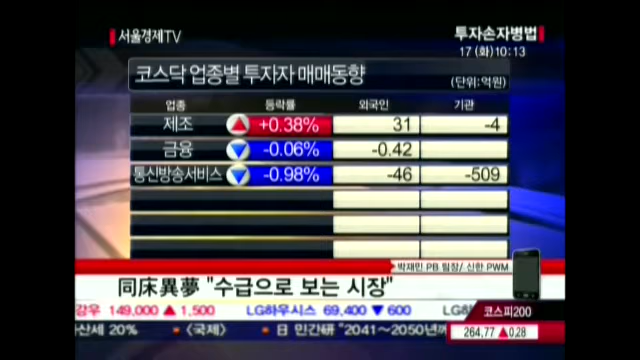 서울경제TV
투자손자병법
17 (화)10:13
코스닥 업종별 투자자 매매동향
(단위:억원)
업종 등락률 외국인 기관
제조 ▲ +0.38% 31 -4
금융 ▼ -0.06% -0.42
통신방송서비스 ▼ -0.98% -46 -509
박재민 PB 팀장/ 신한 PWM
同床異夢 "수급으로 보는 시장"
강우 149,000 ▲ 1,500 LG하우시스 69,400 ▼ 600
코스피200
264.77 ▲ 0.28
산세 20% <국제> 日 민간硏 "2041~2050년께